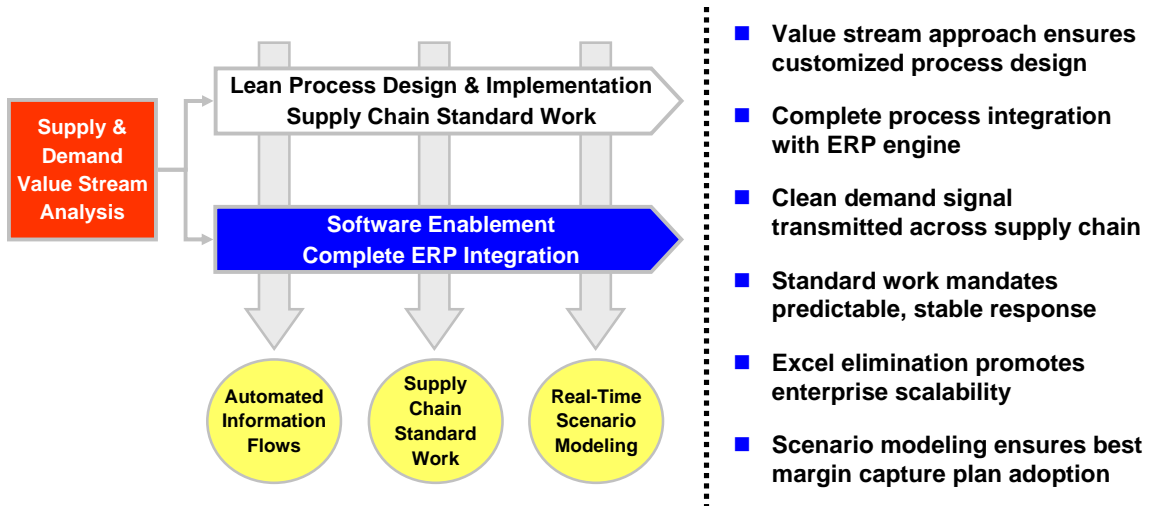 Supply &
Demand
Value Stream
Analysis
Lean Process Design & Implementation
Supply Chain Standard Work
Software Enablement
Complete ERP Integration
Automated
Information
Flows
Supply
Chain
Standard
Work
Real-Time
Scenario
Modeling
Value stream approach ensures
customized process design
Complete process integration
with ERP engine
Clean demand signal
transmitted across supply chain
Standard work mandates
predictable, stable response
Excel elimination promotes
enterprise scalability
Scenario modeling ensures best
margin capture plan adoption